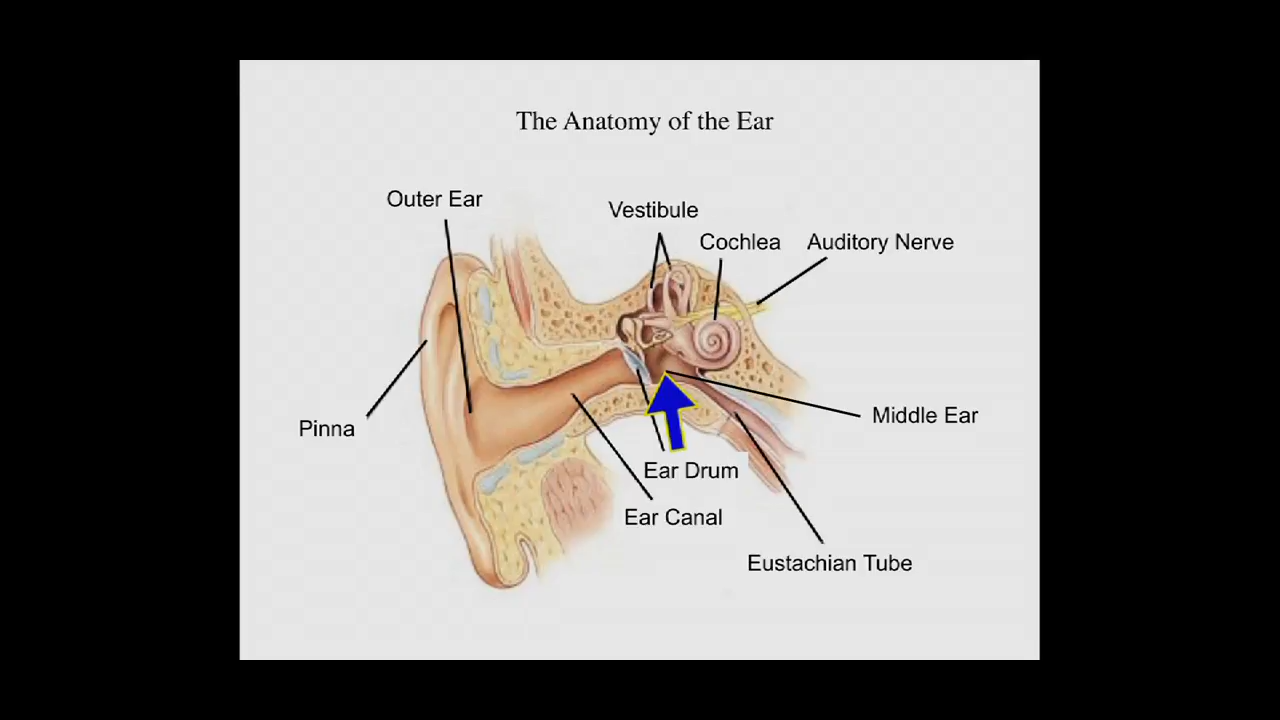 The Anatomy of the Ear
Outer Ear
Vestibule
Cochlea
Auditory Nerve
Pinna
Middle Ear
Ear Drum
Ear Canal
Eustachian Tube